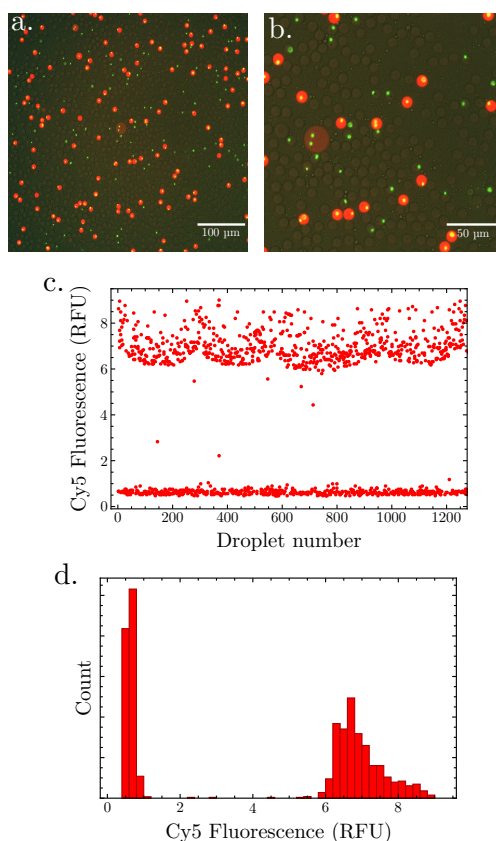 a.
b.
100 µm
50 µm
c.
Cy5 Fluorescence (RFU)
8
6
4
2
0
0 200 400 600 800 1000 1200
Droplet number
d.
Count
0 2 4 6 8
Cy5 Fluorescence (RFU)